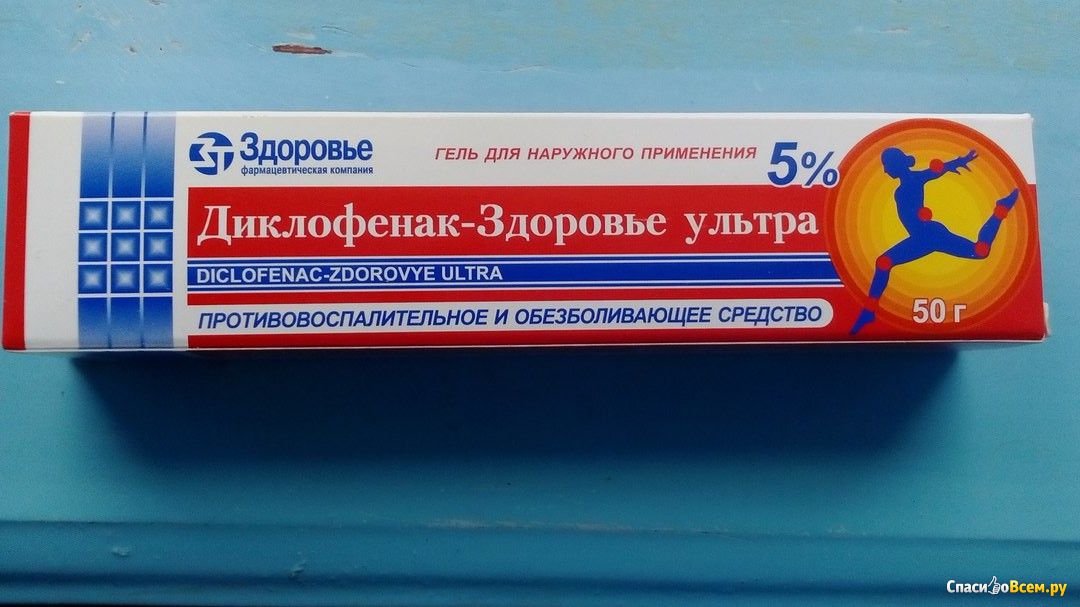 Здоровье
фармацевтическая компания
ГЕЛЬ ДЛЯ НАРУЖНОГО ПРИМЕНЕНИЯ 5%
Диклофенак-Здоровье ультра
DICLOFENAC-ZDOROVYE ULTRA
ПРОТИВОВОСПАЛИТЕЛЬНОЕ И ОБЕЗБОЛИВАЮЩЕЕ СРЕДСТВО
50 г
СпасибоВсем.ру